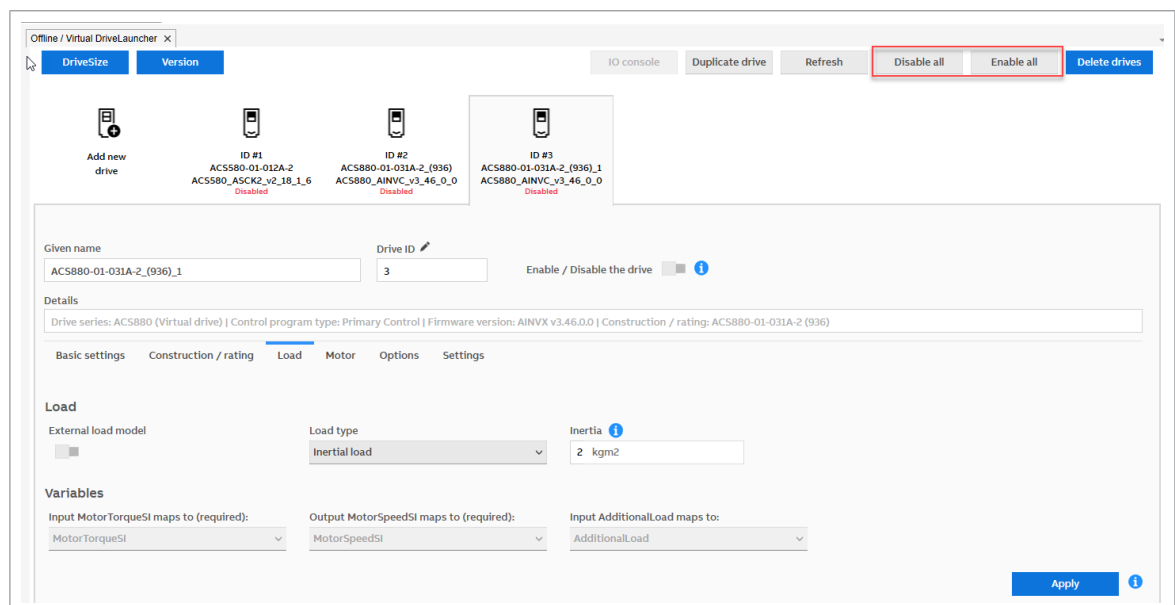 Offline / Virtual DriveLauncher ×
DriveSize Version IO console Duplicate drive Refresh Disable all Enable all Delete drives
Add new
drive
ID #1
ACS580-01-012A-2
ACS580_ASCK2_v2_18_1_6
Disabled
ID #2
ACS880-01-031A-2_(936)
ACS880_AINVC_v3_46_0_0
Disabled
ID #3
ACS880-01-031A-2_(936)_1
ACS880_AINVC_v3_46_0_0
Disabled
Given name Drive ID
ACS880-01-031A-2_(936)_1 3 Enable / Disable the drive i
Details
Drive series: ACS880 (Virtual drive) | Control program type: Primary Control | Firmware version: AINVX v3.46.0.0 | Construction / rating: ACS880-01-031A-2 (936)
Basic settings Construction / rating Load Motor Options Settings
Load
External load model Load type Inertia i
Inertial load 2 kgm2
Variables
Input MotorTorqueSI maps to (required): Output MotorSpeedSI maps to (required): Input AdditionalLoad maps to:
MotorTorqueSI MotorSpeedSI AdditionalLoad
Apply i